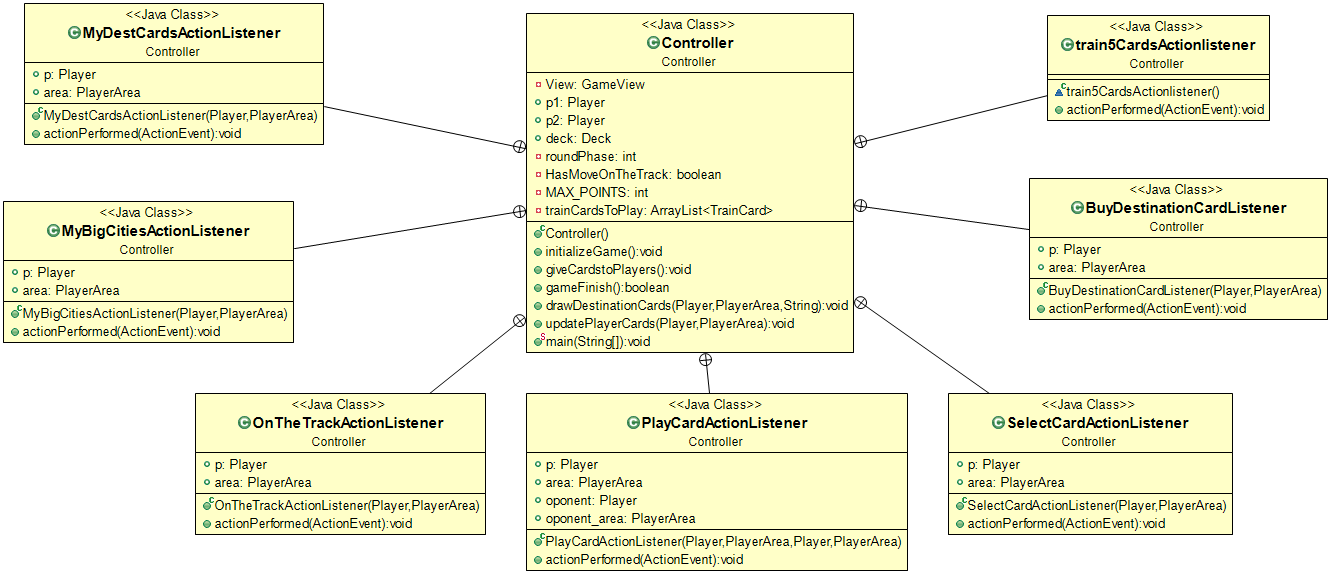 <<Java Class>>
MyDestCardsActionListener
Controller
p: Player
area: PlayerArea
MyDestCardsActionListener(Player,PlayerArea)
actionPerformed(ActionEvent):void
<<Java Class>>
Controller
Controller
View: GameView
p1: Player
p2: Player
deck: Deck
roundPhase: int
HasMoveOnTheTrack: boolean
MAX_POINTS: int
trainCardsToPlay: ArrayList<TrainCard>
Controller()
initializeGame():void
giveCardstoPlayers():void
gameFinish():boolean
drawDestinationCards(Player,PlayerArea,String):void
updatePlayerCards(Player,PlayerArea):void
main(String[]):void
<<Java Class>>
train5CardsActionlistener
Controller
train5CardsActionlistener()
actionPerformed(ActionEvent):void
<<Java Class>>
MyBigCitiesActionListener
Controller
p: Player
area: PlayerArea
MyBigCitiesActionListener(Player,PlayerArea)
actionPerformed(ActionEvent):void
<<Java Class>>
BuyDestinationCardListener
Controller
p: Player
area: PlayerArea
BuyDestinationCardListener(Player,PlayerArea)
actionPerformed(ActionEvent):void
<<Java Class>>
OnTheTrackActionListener
Controller
p: Player
area: PlayerArea
OnTheTrackActionListener(Player,PlayerArea)
actionPerformed(ActionEvent):void
<<Java Class>>
PlayCardActionListener
Controller
p: Player
area: PlayerArea
oponent: Player
oponent_area: PlayerArea
PlayCardActionListener(Player,PlayerArea,Player,PlayerArea)
actionPerformed(ActionEvent):void
<<Java Class>>
SelectCardActionListener
Controller
p: Player
area: PlayerArea
SelectCardActionListener(Player,PlayerArea)
actionPerformed(ActionEvent):void